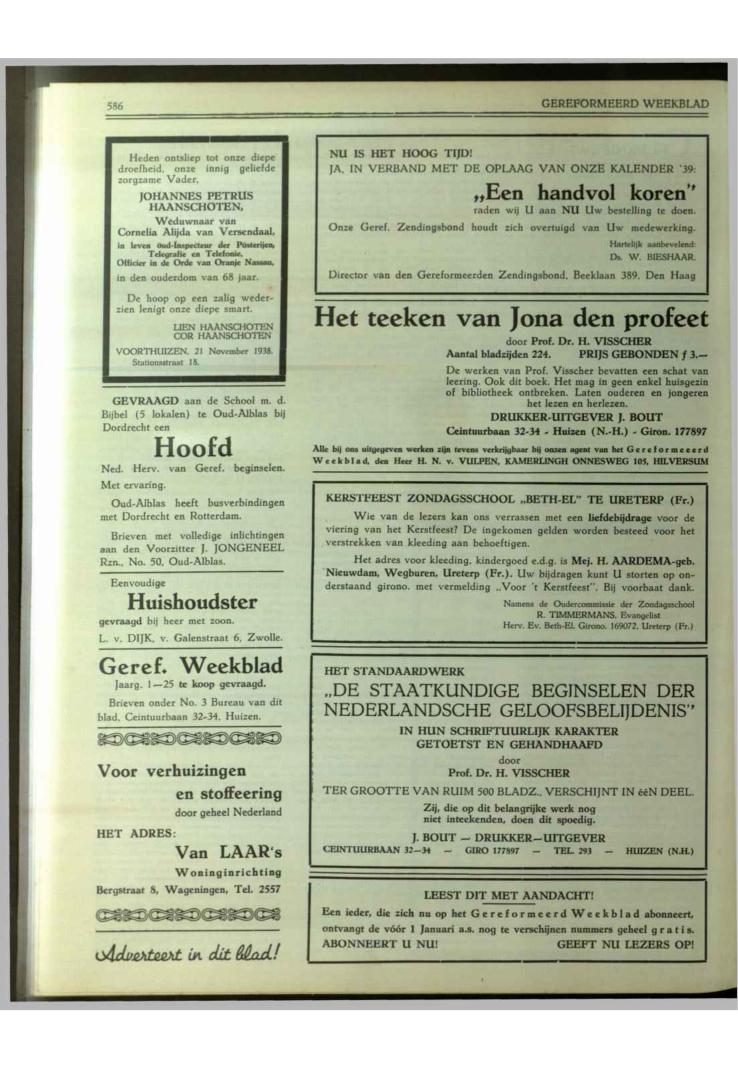 586
GEREFORMEERD WEEKBLAD
Heden ontsliep tot onze diepe
droefheid, onze innig geliefde
zorgzame Vader,
JOHANNES PETRUS
HAANSCHOTEN,
Weduwnaar van
Cornelia Alijda van Versendaal,
in leven Oud-Inspecteur der Posterijen,
Telegrafie en Telefonie,
Officier in de Orde van Oranje Nassau,
in den ouderdom van 68 jaar.
De hoop op een zalig weder-
zien lenigt onze diepe smart.
LIEN HAANSCHOTEN
COR HAANSCHOTEN
VOORTHUIZEN, 21 November 1938.
Stationsstraat 18.
GEVRAAGD aan de School m. d.
Bijbel (5 lokalen) te Oud-Alblas bij
Dordrecht een
Hoofd
Ned. Herv. van Geref. beginselen.
Met ervaring.
Oud-Alblas heeft busverbindingen
met Dordrecht en Rotterdam.
Brieven met volledige inlichtingen
aan den Voorzitter J. JONGENEEL
Rzn., No. 50, Oud-Alblas.
Eenvoudige
Huishoudster
gevraagd bij heer met zoon.
L. v. DIJK, v. Galenstraat 6, Zwolle.
Geref. Weekblad
Jaarg. 1—25 te koop gevraagd.
Brieven onder No. 3 Bureau van dit
blad, Ceintuurbaan 32-34, Huizen.
Voor verhuizingen
en stoffeering
door geheel Nederland
HET ADRES:
Van LAAR's
Woninginrichting
Bergstraat 8, Wageningen, Tel. 2557
Adverteert in dit blad!
NU IS HET HOOG TIJD!
JA, IN VERBAND MET DE OPLAAG VAN ONZE KALENDER '39:
„Een handvol koren"
raden wij U aan NU Uw bestelling te doen.
Onze Geref. Zendingsbond houdt zich overtuigd van Uw medewerking.
Hartelijk aanbevelend:
Ds. W. BIESHAAR.
Director van den Gereformeerden Zendingsbond, Beeklaan 389, Den Haag
Het teeken van Jona den profeet
door Prof. Dr. H. VISSCHER
Aantal bladzijden 224. PRIJS GEBONDEN f 3.—
De werken van Prof. Visscher bevatten een schat van
leering. Ook dit boek. Het mag in geen enkel huisgezin
of bibliotheek ontbreken. Laten ouderen en jongeren
het lezen en herlezen.
DRUKKER-UITGEVER J. BOUT
Ceintuurbaan 32-34 - Huizen (N.-H.) - Giron. 177897
Alle bij ons uitgegeven werken zijn tevens verkrijgbaar bij onzen agent van het Gereformeeerd
Weekblad, den Heer H. N. v. VULPEN, KAMERLINGH ONNESWEG 105, HILVERSUM
KERSTFEEST ZONDAGSSCHOOL „BETH-EL" TE URETERP (Fr.)
Wie van de lezers kan ons verrassen met een liefdebijdrage voor de
viering van het Kerstfeest? De ingekomen gelden worden besteed voor het
verstrekken van kleeding aan behoeftigen.
Het adres voor kleeding, kindergoed e.d.g. is Mej. H. AARDEMA-geb.
Nieuwdam, Wegburen, Ureterp (Fr.). Uw bijdragen kunt U storten op on-
derstaand girono. met vermelding „Voor 't Kerstfeest". Bij voorbaat dank.
Namens de Oudercommissie der Zondagsschool
R. TIMMERMANS, Evangelist
Herv. Ev. Beth-El. Girono. 169072, Ureterp (Fr.)
HET STANDAARDWERK
„DE STAATKUNDIGE BEGINSELEN DER
NEDERLANDSCHE GELOOFSBELIJDENIS"
IN HUN SCHRIFTUURLIJK KARAKTER
GETOETST EN GEHANDHAAFD
door
Prof. Dr. H. VISSCHER
TER GROOTTE VAN RUIM 500 BLADZ., VERSCHIJNT IN ééN DEEL.
Zij, die op dit belangrijke werk nog
niet inteekenden, doen dit spoedig.
J. BOUT — DRUKKER—UITGEVER
CEINTUURBAAN 32—34 — GIRO 177897 — TEL. 293 — HUIZEN (N.H.)
LEEST DIT MET AANDACHT!
Een ieder, die zich nu op het Gereformeerd Weekblad abonneert,
ontvangt de vóór 1 Januari a.s. nog te verschijnen nummers geheel gratis.
ABONNEERT U NU! GEEFT NU LEZERS OP!